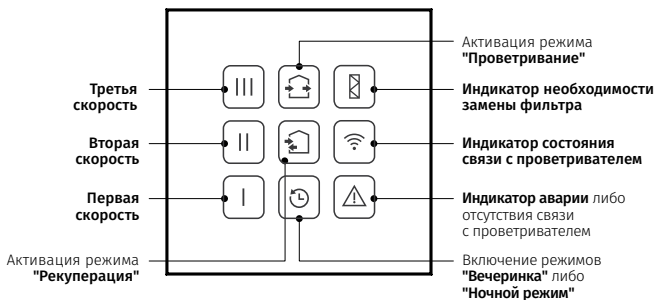 Активация режима
"Проветривание"
Третья
скорость
Индикатор необходимости
замены фильтра
Вторая
скорость
Индикатор состояния
связи с проветривателем
Первая
скорость
Индикатор аварии либо
отсутствия связи
с проветривателем
Активация режима
"Рекуперация"
Включение режимов
"Вечеринка" либо
"Ночной режим"